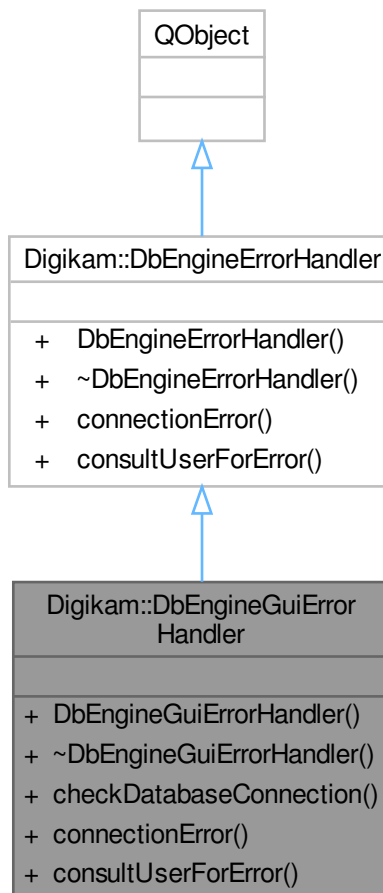 QObject
Digikam::DbEngineErrorHandler
+ DbEngineErrorHandler()
+ ~DbEngineErrorHandler()
+ connectionError()
+ consultUserForError()
Digikam::DbEngineGuiError
Handler
+ DbEngineGuiErrorHandler()
+ ~DbEngineGuiErrorHandler()
+ checkDatabaseConnection()
+ connectionError()
+ consultUserForError()